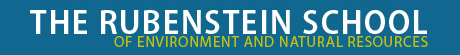 THE RUBENSTEIN SCHOOL
OF ENVIRONMENT AND NATURAL RESOURCES